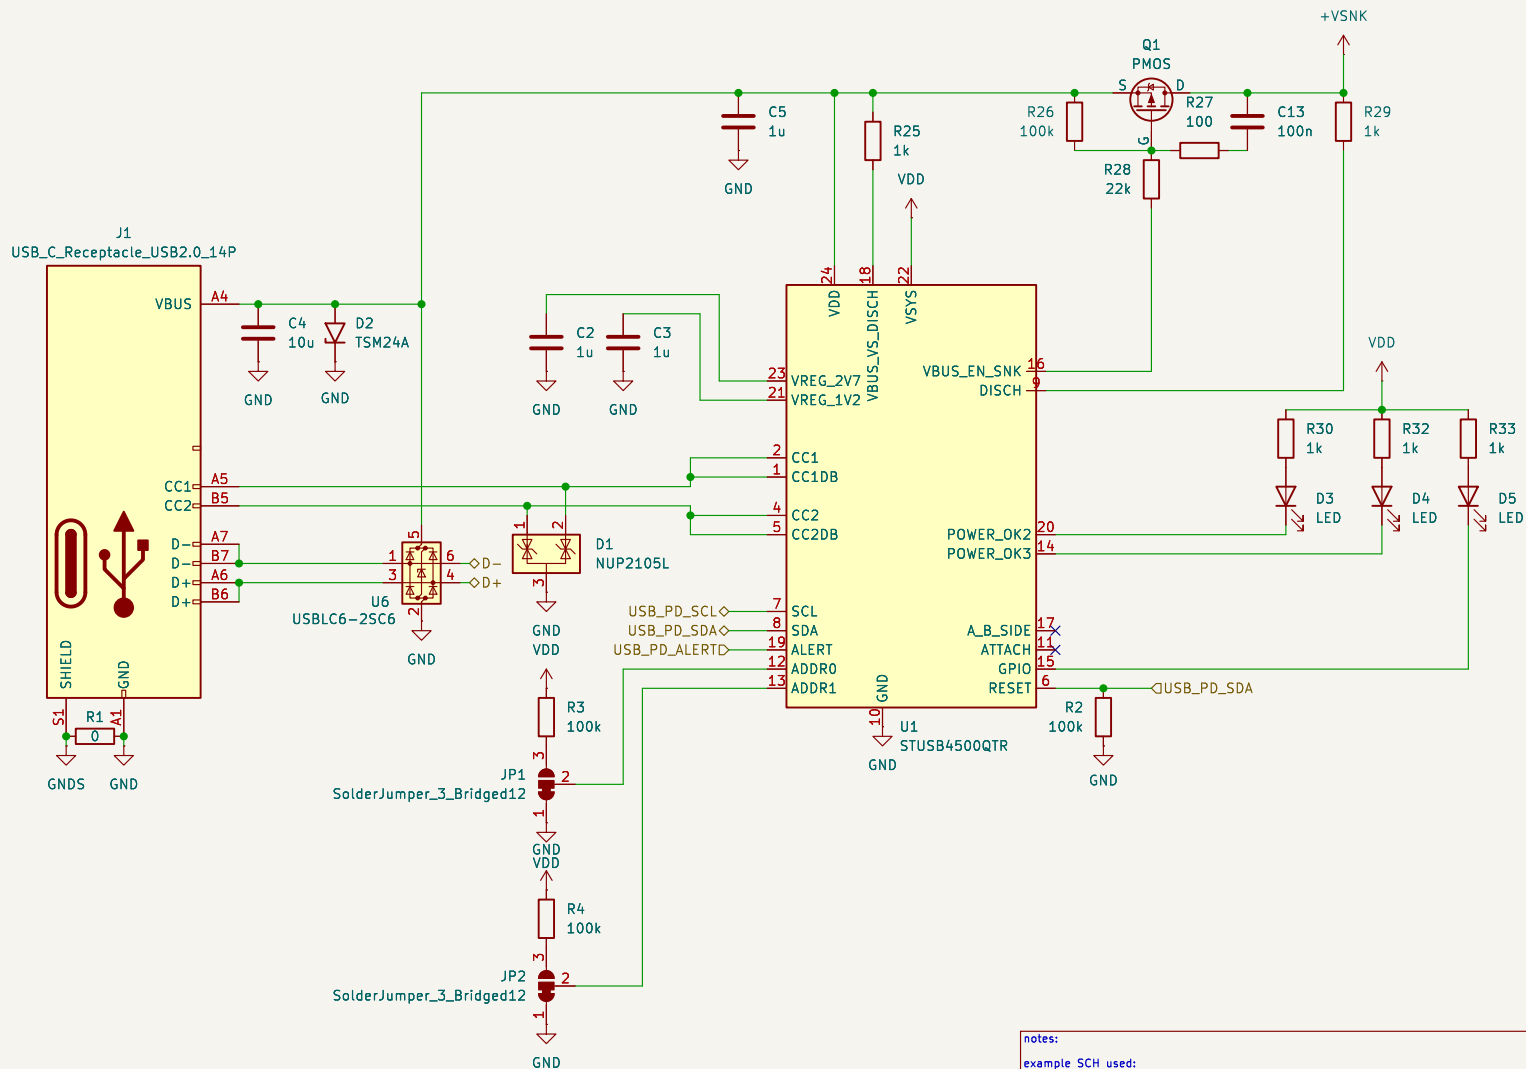 +VSNK
Q1
PMOS
S
D
G
R26
100k
R27
100
C13
100n
R29
1k
C5
1u
GND
R25
1k
VDD
R28
22k
J1
USB_C_Receptacle_USB2.0_14P
VBUS
A4
C4
10u
GND
D2
TSM24A
GND
C2
1u
GND
C3
1u
GND
24
18
22
VDD
VBUS_VS_DISCH
VSYS
23
VREG_2V7
21
VREG_1V2
VBUS_EN_SNK
16
DISCH
9
VDD
R30
1k
R32
1k
R33
1k
D3
LED
D4
LED
D5
LED
2
CC1
1
CC1DB
4
CC2
5
CC2DB
CC1
A5
CC2
B5
D-
A7
D-
B7
D+
A6
D+
B6
5
1
6
3
4
2
D-
D+
U6
USBLC6-2SC6
GND
1
2
3
D1
NUP2105L
GND
POWER_OK2
20
POWER_OK3
14
USB_PD_SCL
7
SCL
USB_PD_SDA
8
SDA
USB_PD_ALERT
19
ALERT
12
ADDR0
13
ADDR1
A_B_SIDE
17
ATTACH
11
GPIO
15
RESET
6
USB_PD_SDA
GND
10
GND
U1
STUSB4500QTR
R2
100k
GND
SHIELD
GND
S1
A1
R1
0
GNDS
GND
VDD
R3
100k
3
JP1
SolderJumper_3_Bridged12
2
1
GND
VDD
R4
100k
3
JP2
SolderJumper_3_Bridged12
2
1
GND
notes:
example SCH used: